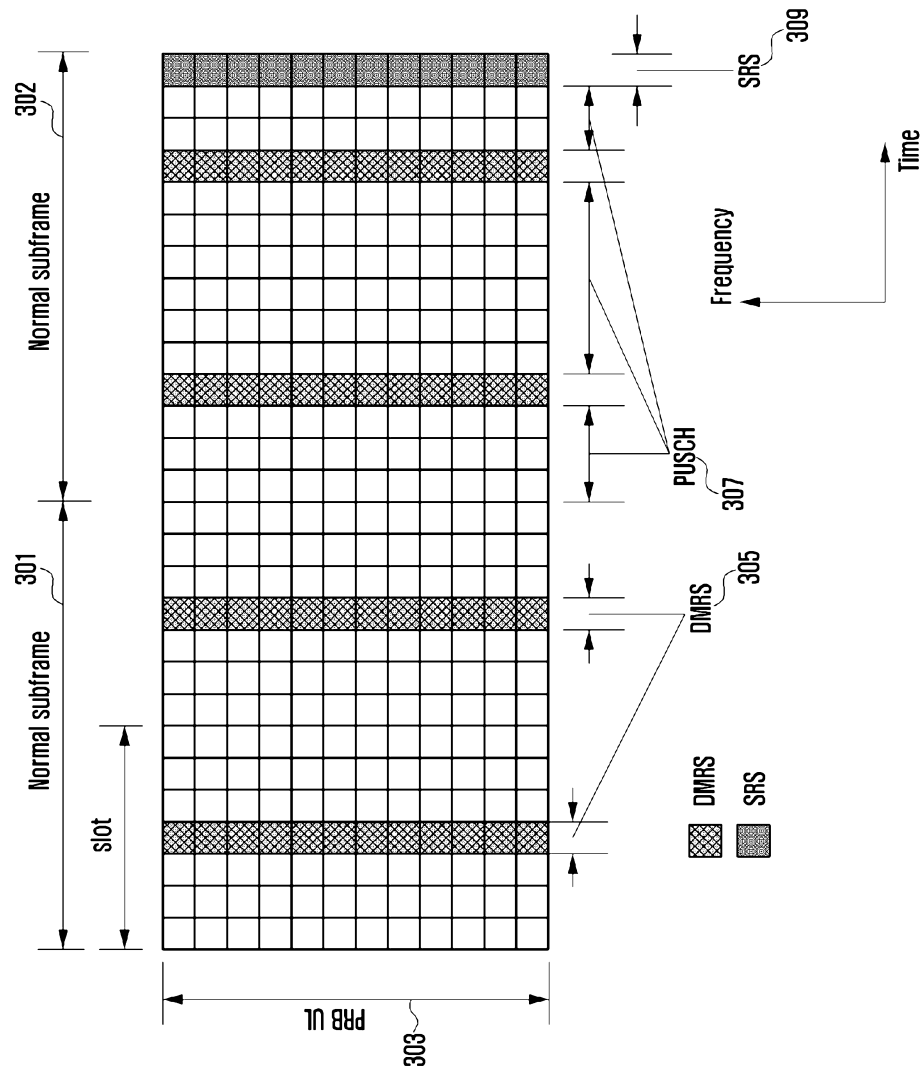 Normal subframe
301
Normal subframe
302
slot
PRB UL
303
DMRS
305
PUSCH
307
SRS
309
DMRS
SRS
Frequency
Time